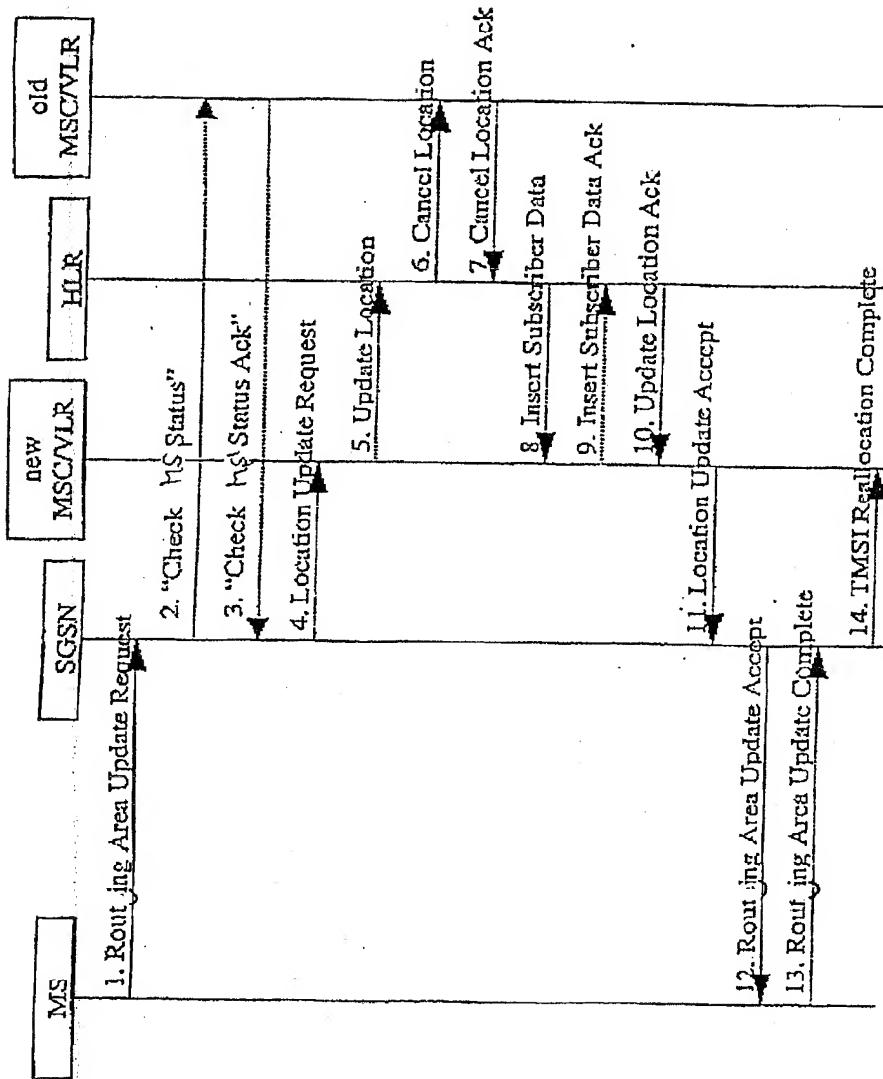 MS
SGSN
new
MSC/VLR
HLR
old
MSC/VLR
1. Routing Area Update Request
2. "Check MS Status"
3. "Check MS Status Ack"
4. Location Update Request
5. Update Location
6. Cancel Location
7. Cancel Location Ack
8. Insert Subscriber Data
9. Insert Subscriber Data Ack
10. Update Location Ack
11. Location Update Accept
12. Routing Area Update Accept
13. Routing Area Update Complete
14. TMSI Reallocation Complete